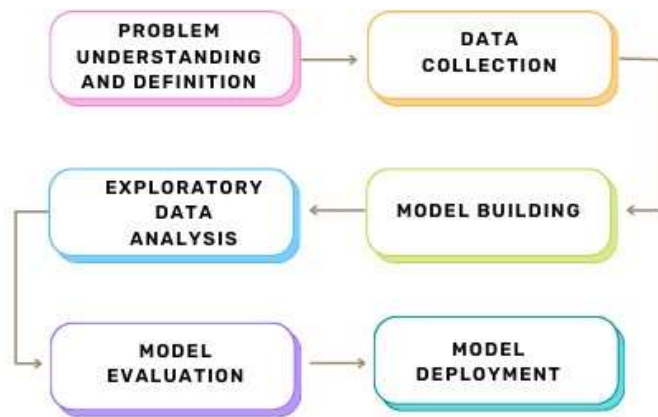 PROBLEM
UNDERSTANDING
AND DEFINITION
DATA
COLLECTION
MODEL BUILDING
EXPLORATORY
DATA
ANALYSIS
MODEL
EVALUATION
MODEL
DEPLOYMENT